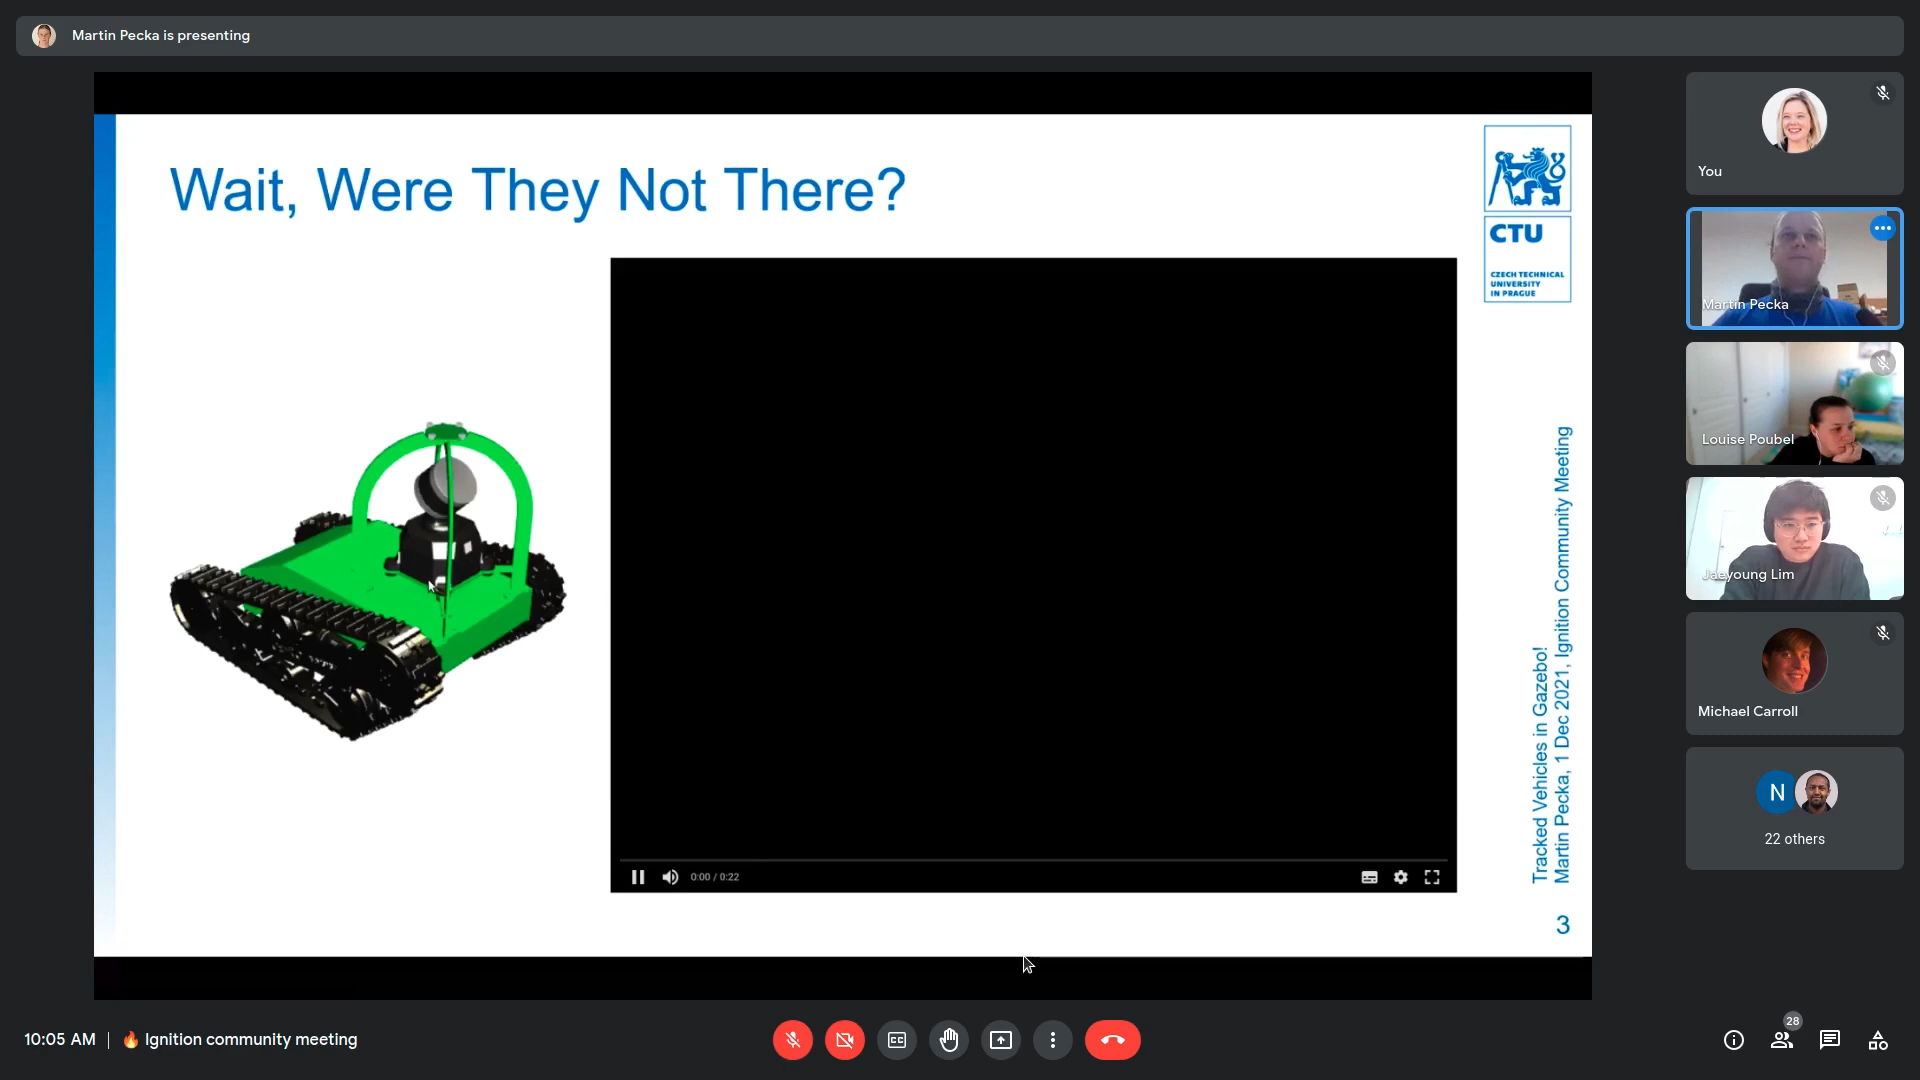 Martin Pecka is presenting
Wait, Were They Not There?
CTU
CZECH TECHNICAL
UNIVERSITY
IN PRAGUE
0:00 / 0:22
Tracked Vehicles in Gazebo!
Martin Pecka, 1 Dec 2021, Ignition Community Meeting
3
You
Martin Pecka
Louise Poubel
Jaeyoung Lim
Michael Carroll
N
22 others
10:05 AM | 🔥 Ignition community meeting
28